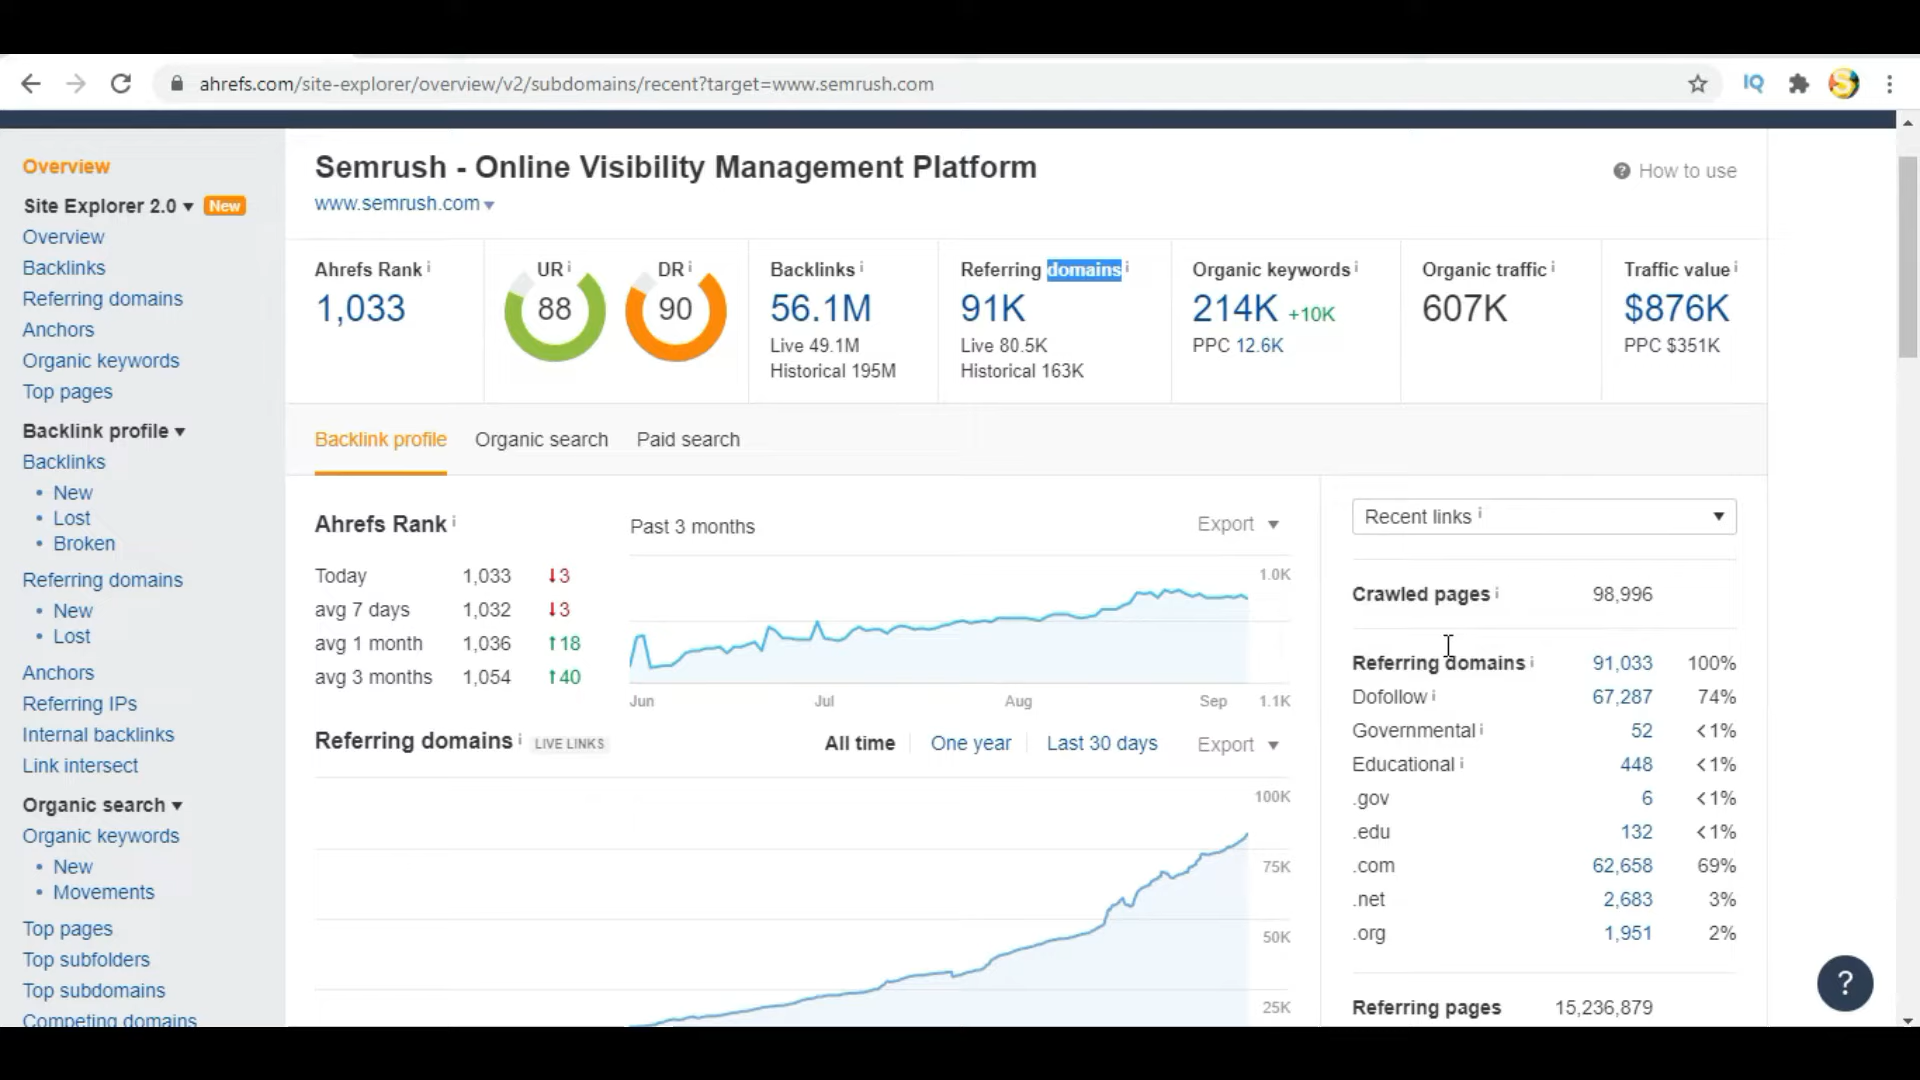 ahrefs.com/site-explorer/overview/v2/subdomains/recent?target=www.semrush.com
IQ
Overview
Site Explorer 2.0 New
Overview
Backlinks
Referring domains
Anchors
Organic keywords
Top pages
Backlink profile
Backlinks
• New
• Lost
• Broken
Referring domains
• New
• Lost
Anchors
Referring IPs
Internal backlinks
Link intersect
Organic search
Organic keywords
• New
• Movements
Top pages
Top subfolders
Top subdomains
Competing domains
Semrush - Online Visibility Management Platform
? How to use
www.semrush.com
Ahrefs Rank i
1,033
UR i
88
DR i
90
Backlinks i
56.1M
Live 49.1M
Historical 195M
Referring domains i
91K
Live 80.5K
Historical 163K
Organic keywords i
214K +10K
PPC 12.6K
Organic traffic i
607K
Traffic value i
$876K
PPC $351K
Backlink profile Organic search Paid search
Ahrefs Rank i Past 3 months Export
Today 1,033 ↓3
avg 7 days 1,032 ↓3
avg 1 month 1,036 ↑18
avg 3 months 1,054 ↑40
1.0K
Jun Jul Aug Sep 1.1K
Referring domains i LIVE LINKS All time One year Last 30 days Export
100K
75K
50K
25K
Recent links i
Crawled pages i 98,996
Referring domains i 91,033 100%
Dofollow i 67,287 74%
Governmental i 52 <1%
Educational i 448 <1%
.gov 6 <1%
.edu 132 <1%
.com 62,658 69%
.net 2,683 3%
.org 1,951 2%
Referring pages 15,236,879
?